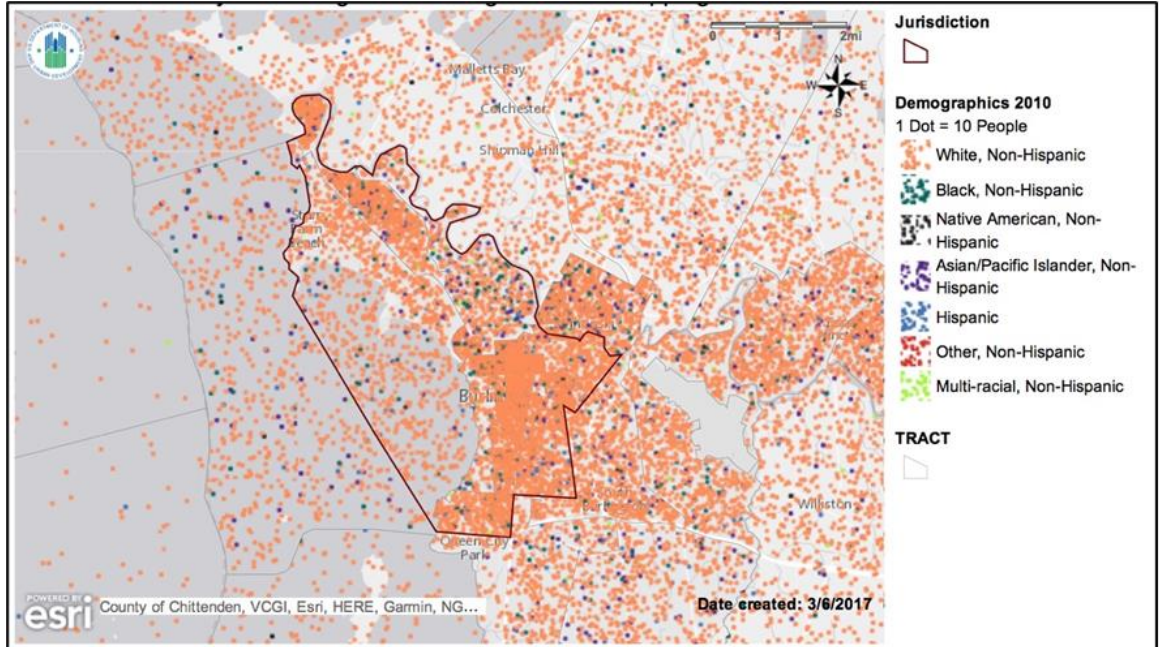 0 1 2mi
Malletts Bay
Colchester
Shipman Hill
N
W E
S
Queen City
Park
Williston
POWERED BY
esri
County of Chittenden, VCGI, Esri, HERE, Garmin, NG...
Date created: 3/6/2017
Jurisdiction
Demographics 2010
1 Dot = 10 People
White, Non-Hispanic
Black, Non-Hispanic
Native American, Non-
Hispanic
Asian/Pacific Islander, Non-
Hispanic
Hispanic
Other, Non-Hispanic
Multi-racial, Non-Hispanic
TRACT